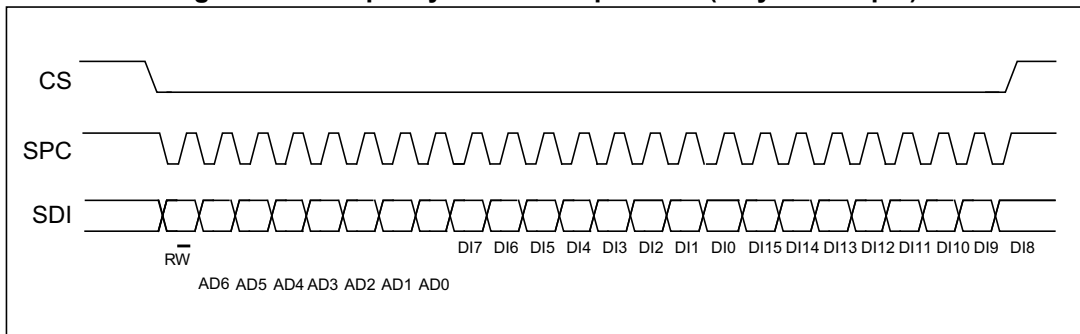 CS
SPC
SDI
DI7 DI6 DI5 DI4 DI3 DI2 DI1 DI0 DI15 DI14 DI13 DI12 DI11 DI10 DI9 DI8
RW̅
AD6 AD5 AD4 AD3 AD2 AD1 AD0